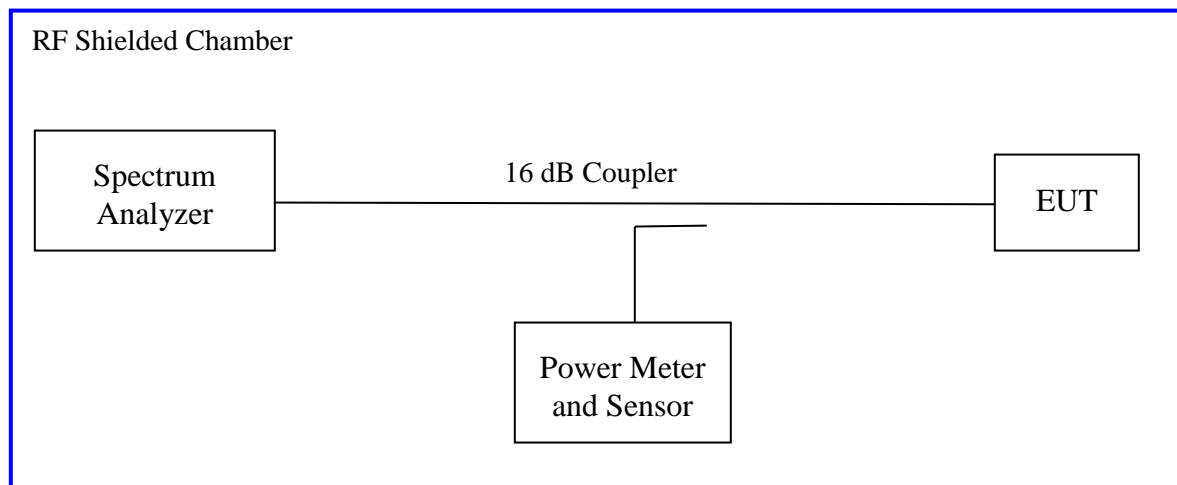 RF Shielded Chamber
Spectrum
Analyzer
16 dB Coupler
EUT
Power Meter
and Sensor